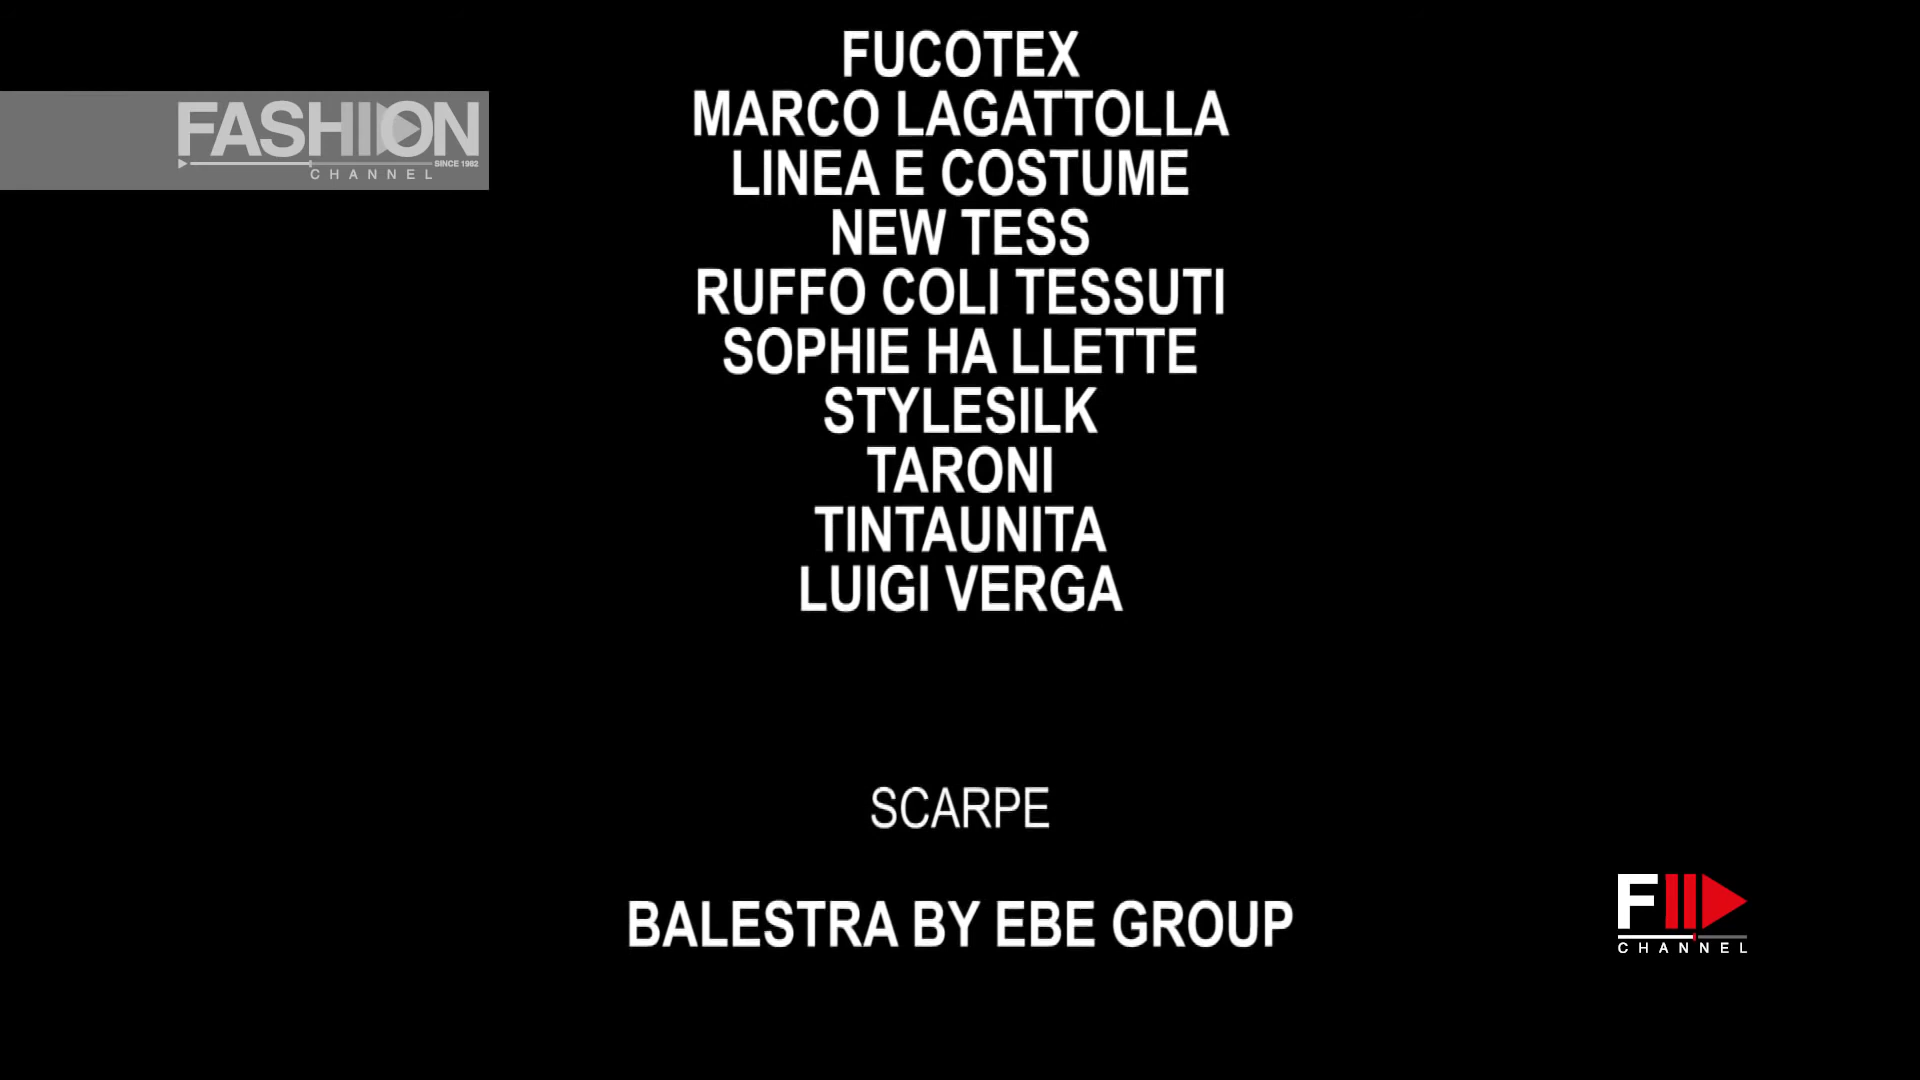 FUCOTEX
MARCO LAGATTOLLA
LINEA E COSTUME
NEW TESS
RUFFO COLI TESSUTI
SOPHIE HA LLETTE
STYLESILK
TARONI
TINTAUNITA
LUIGI VERGA
SCARPE
BALESTRA BY EBE GROUP
FASHION
SINCE 1982
CHANNEL
F
CHANNEL